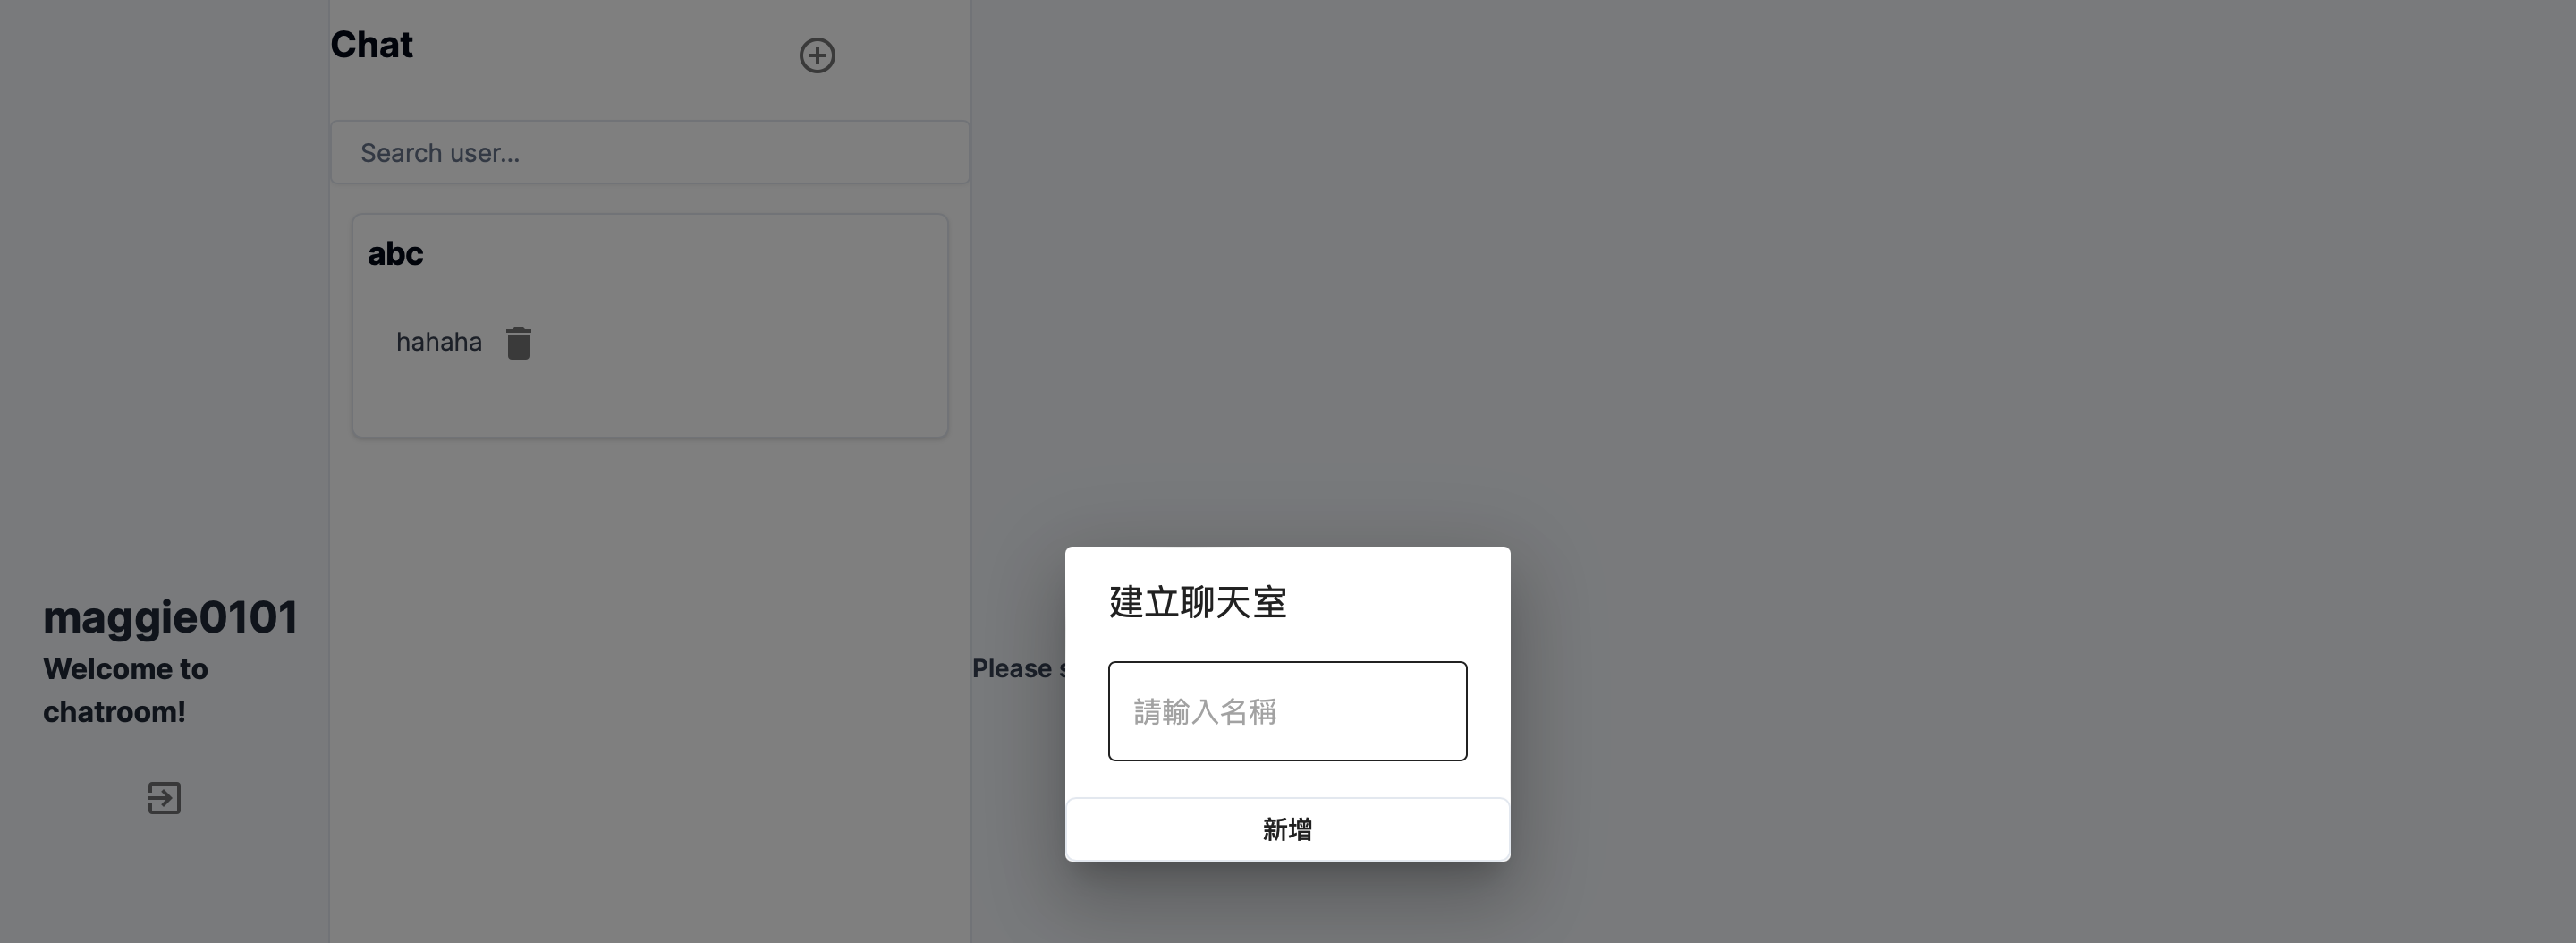 Chat
Search user...
abc
hahaha
maggie0101
Welcome to
chatroom!
Please
建立聊天室
請輸入名稱
新增